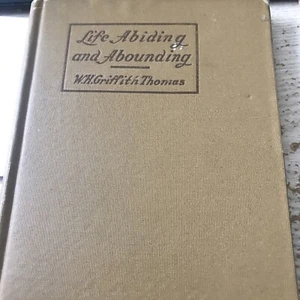 Life Abiding
and Abounding
W.H. Griffith Thomas